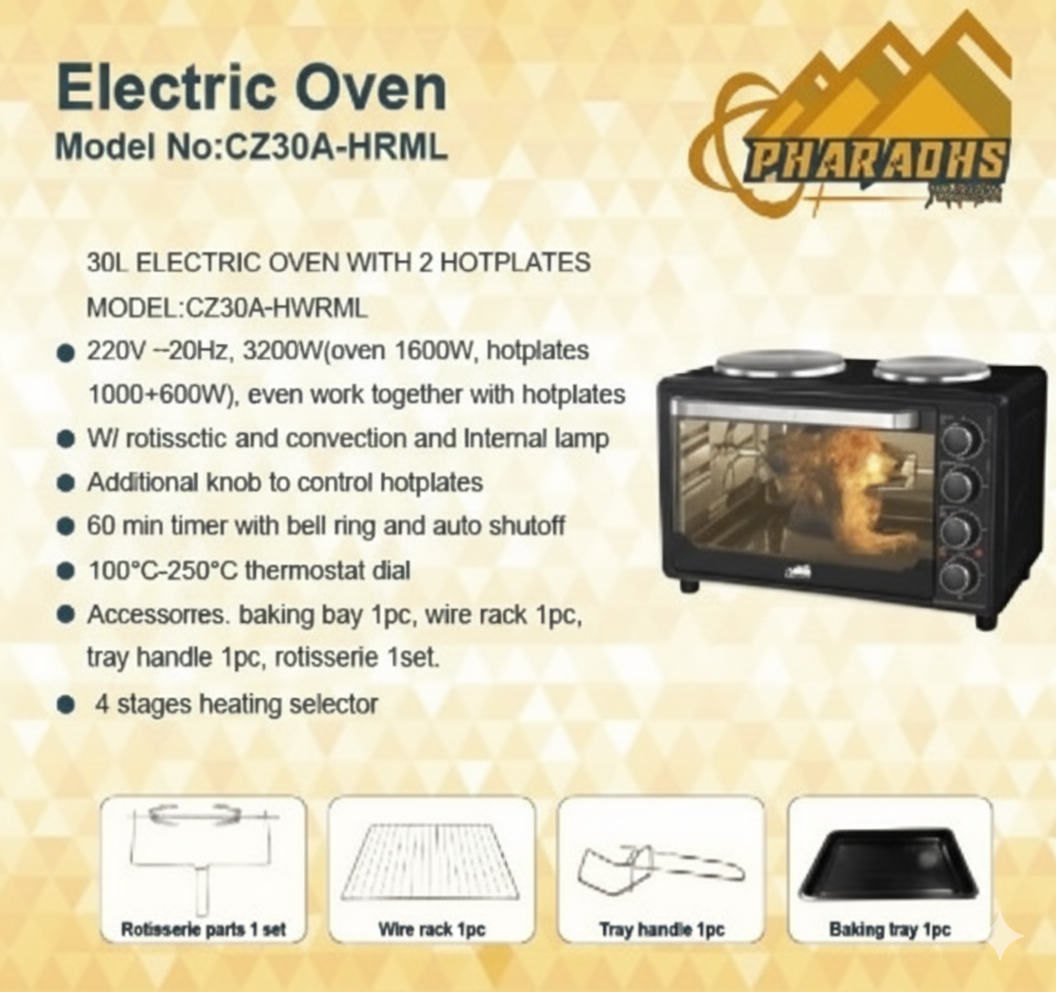 Electric Oven
Model No:CZ30A-HRML
PHARAOHS
30L ELECTRIC OVEN WITH 2 HOTPLATES
MODEL:CZ30A-HWRML
220V --20Hz, 3200W(oven 1600W, hotplates
1000+600W), even work together with hotplates
W/ rotissctic and convection and Internal lamp
Additional knob to control hotplates
60 min timer with bell ring and auto shutoff
100°C-250°C thermostat dial
Accessorres. baking bay 1pc, wire rack 1pc,
tray handle 1pc, rotisserie 1set.
4 stages heating selector
Rotisserie parts 1 set
Wire rack 1pc
Tray handle 1pc
Baking tray 1pc